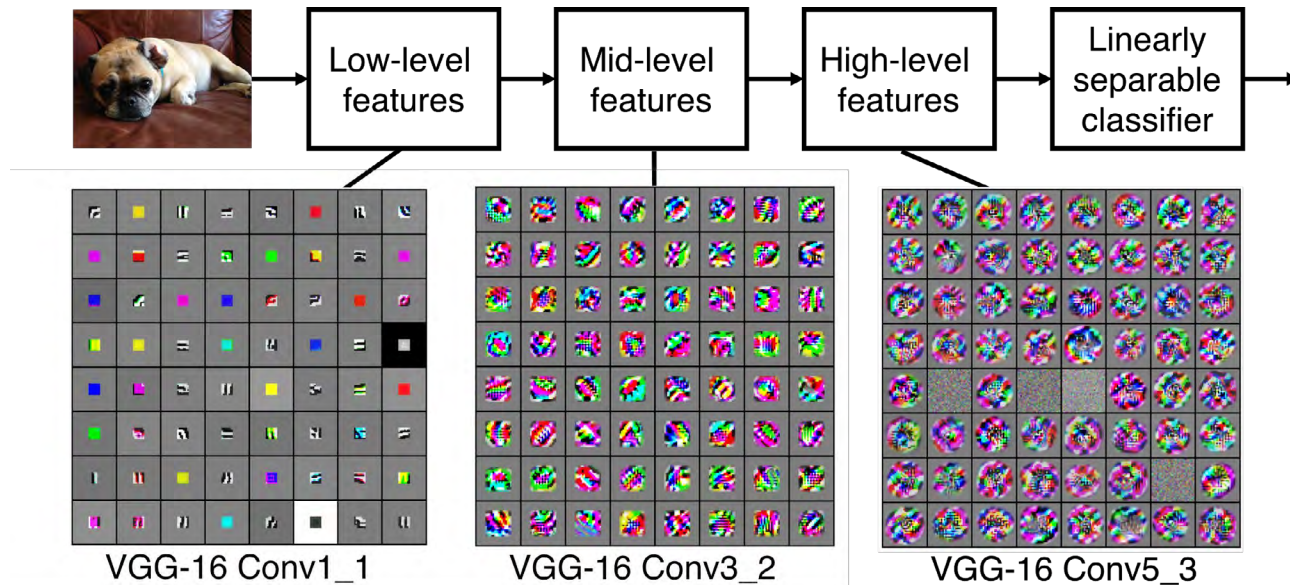 Low-level
features
Mid-level
features
High-level
features
Linearly
separable
classifier
VGG-16 Conv1_1
VGG-16 Conv3_2
VGG-16 Conv5_3